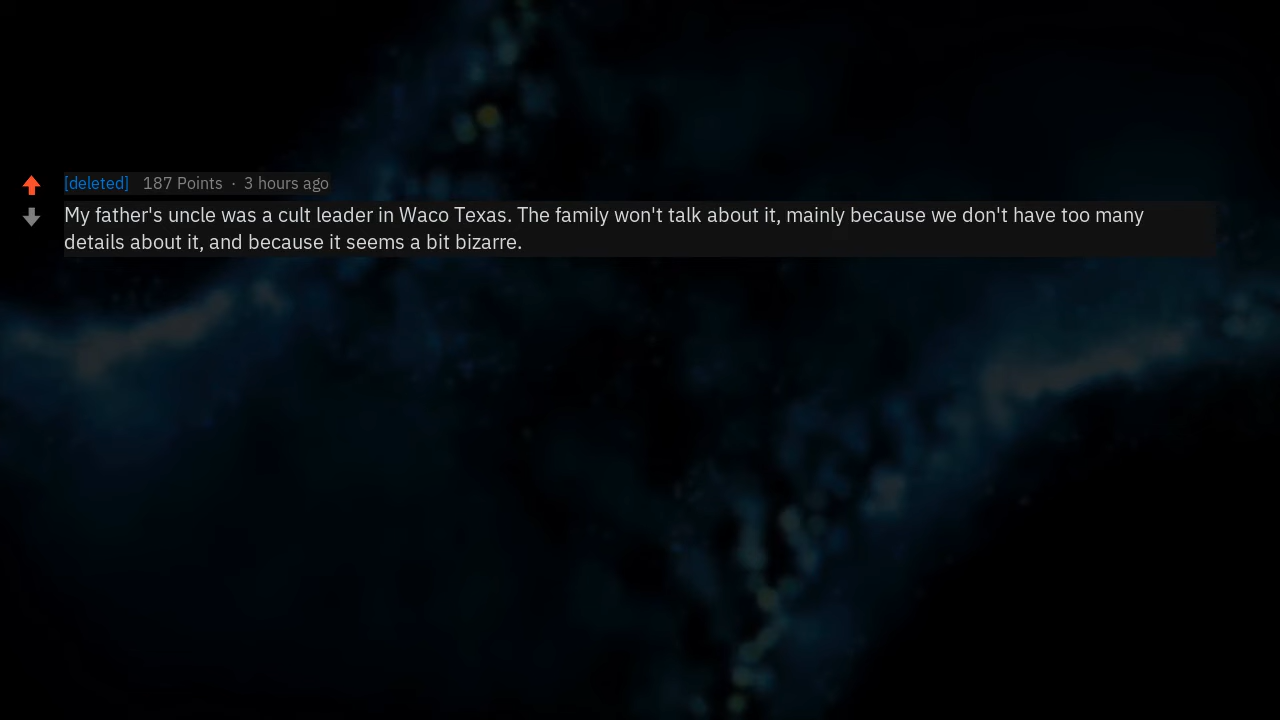 [deleted] 187 Points · 3 hours ago
My father's uncle was a cult leader in Waco Texas. The family won't talk about it, mainly because we don't have too many
details about it, and because it seems a bit bizarre.